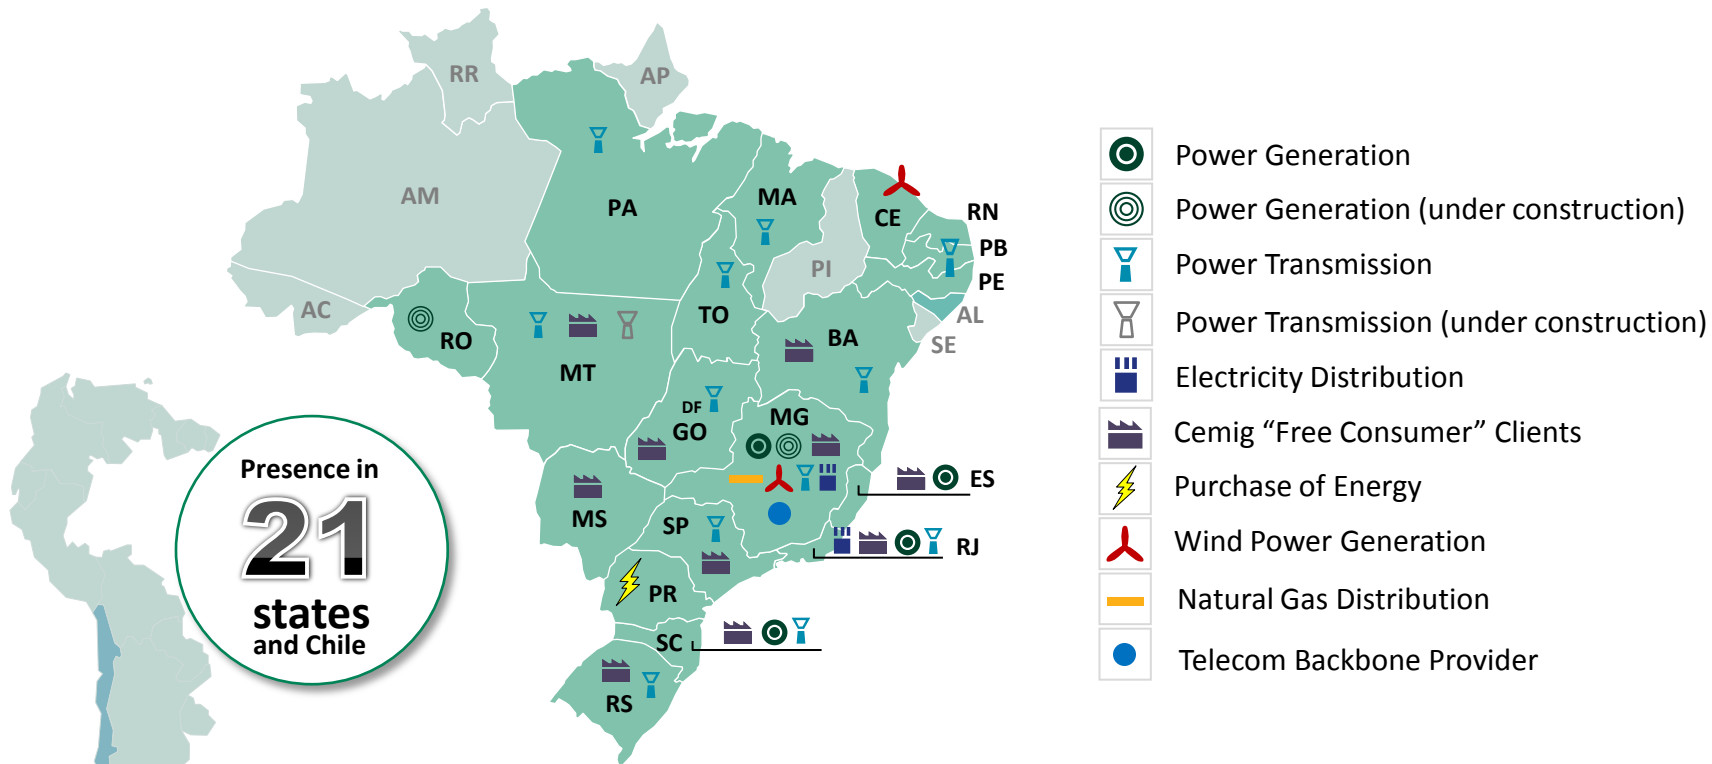 RR
AP
AM
PA
MA
CE
RN
PB
PE
PI
AL
SE
AC
RO
TO
BA
MT
DF
GO
MG
ES
MS
SP
RJ
PR
SC
RS
Presence in
21
states
and Chile
Power Generation
Power Generation (under construction)
Power Transmission
Power Transmission (under construction)
Electricity Distribution
Cemig “Free Consumer” Clients
Purchase of Energy
Wind Power Generation
Natural Gas Distribution
Telecom Backbone Provider